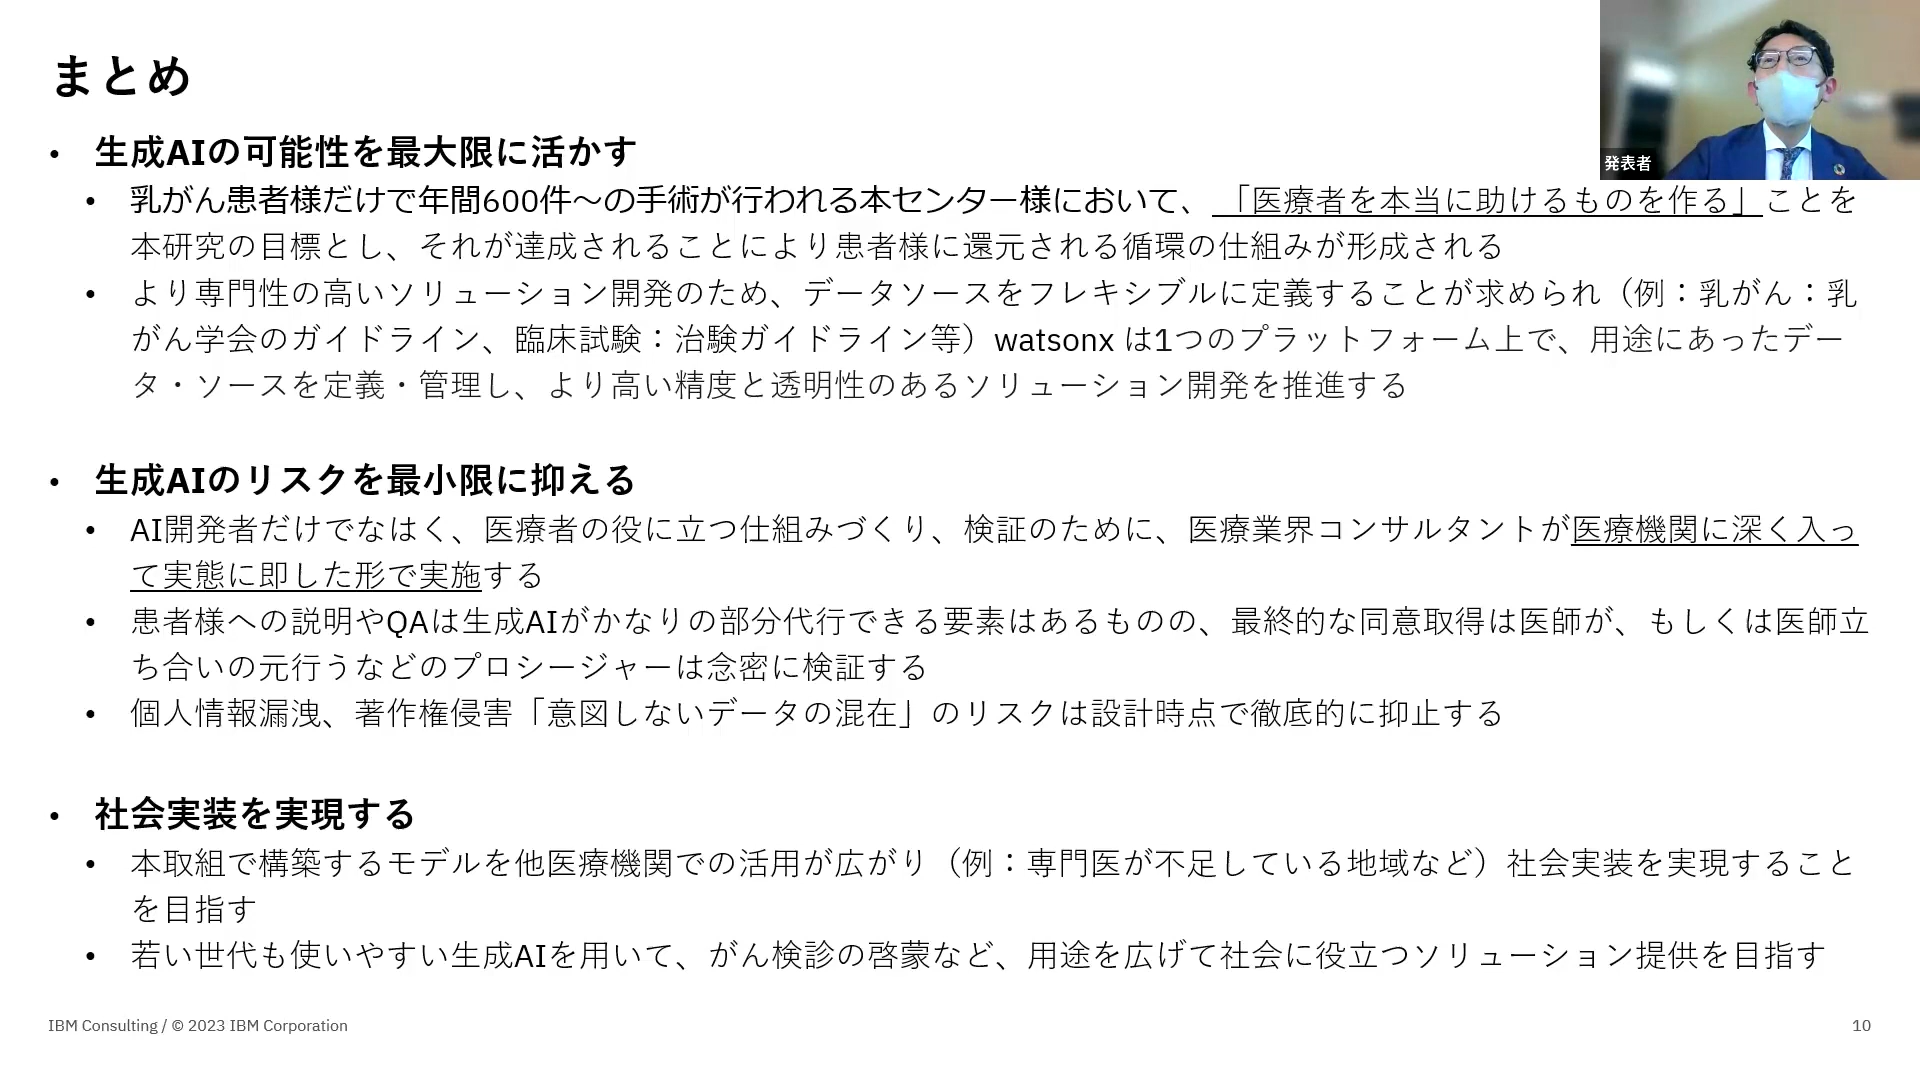 まとめ
• 生成AIの可能性を最大限に活かす
• 乳がん患者様だけで年間600件～の手術が行われる本センター様において、「医療者を本当に助けるものを作る」ことを
本研究の目標とし、それが達成されることにより患者様に還元される循環の仕組みが形成される
• より専門性の高いソリューション開発のため、データソースをフレキシブルに定義することが求められ（例：乳がん：乳
がん学会のガイドライン、臨床試験：治験ガイドライン等）watsonx は1つのプラットフォーム上で、用途にあったデー
タ・ソースを定義・管理し、より高い精度と透明性のあるソリューション開発を推進する
• 生成AIのリスクを最小限に抑える
• AI開発者だけでなはく、医療者の役に立つ仕組みづくり、検証のために、医療業界コンサルタントが医療機関に深く入っ
て実態に即した形で実施する
• 患者様への説明やQAは生成AIがかなりの部分代行できる要素はあるものの、最終的な同意取得は医師が、もしくは医師立
ち合いの元行うなどのプロシージャーは念密に検証する
• 個人情報漏洩、著作権侵害「意図しないデータの混在」のリスクは設計時点で徹底的に抑止する
• 社会実装を実現する
• 本取組で構築するモデルを他医療機関での活用が広がり（例：専門医が不足している地域など）社会実装を実現すること
を目指す
• 若い世代も使いやすい生成AIを用いて、がん検診の啓蒙など、用途を広げて社会に役立つソリューション提供を目指す
IBM Consulting / © 2023 IBM Corporation
10
発表者